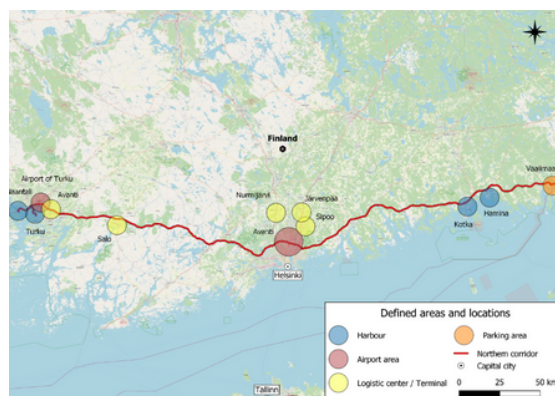 Finland
Airport of Turku
Vaalimaa
Naantali
Avanti
Nurmijärvi
Järvenpää
Hamina
Turku
Sipoo
Kotka
Salo
Avanti
Helsinki
Tallinn
Defined areas and locations
Harbour
Parking area
Airport area
Northern corridor
Capital city
Logistic center / Terminal
0 25 50 km